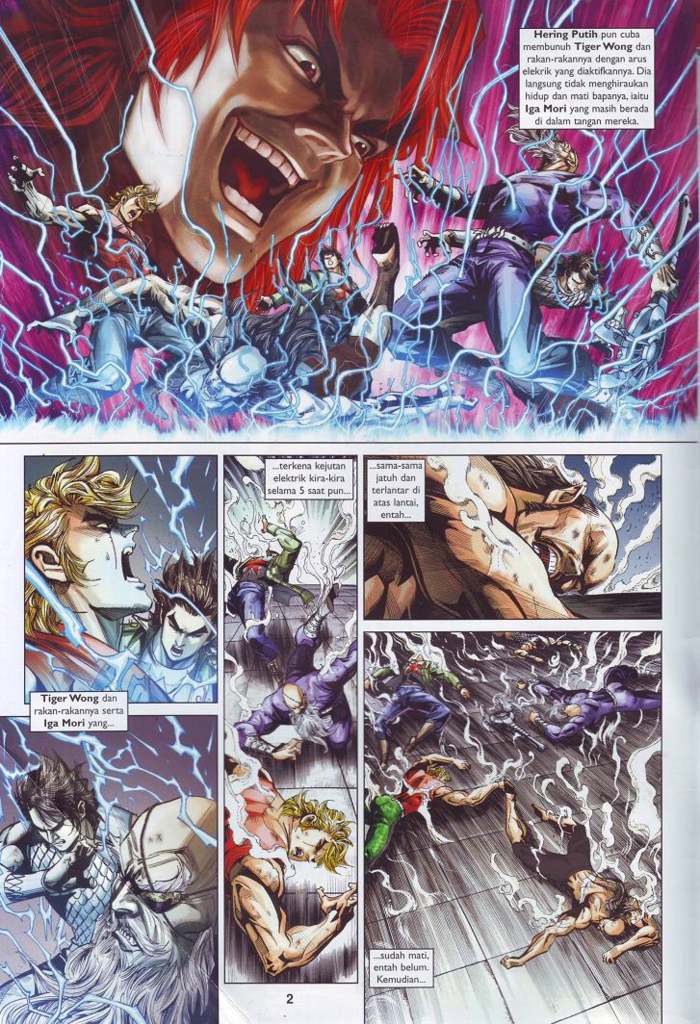 Hering Putih pun cuba
membunuh Tiger Wong dan
rakan-rakannya dengan arus
elekrik yang diaktifkannya. Dia
langsung tidak menghiraukan
hidup dan mati bapanya, iaitu
Iga Mori yang masih berada
di dalam tangan mereka.
Tiger Wong dan
rakan-rakannya serta
Iga Mori yang...
...terkena kejutan
elektrik kira-kira
selama 5 saat pun...
...sama-sama
jatuh dan
terlantar di
atas lantai,
entah...
...sudah mati,
entah belum.
Kemudian...
2